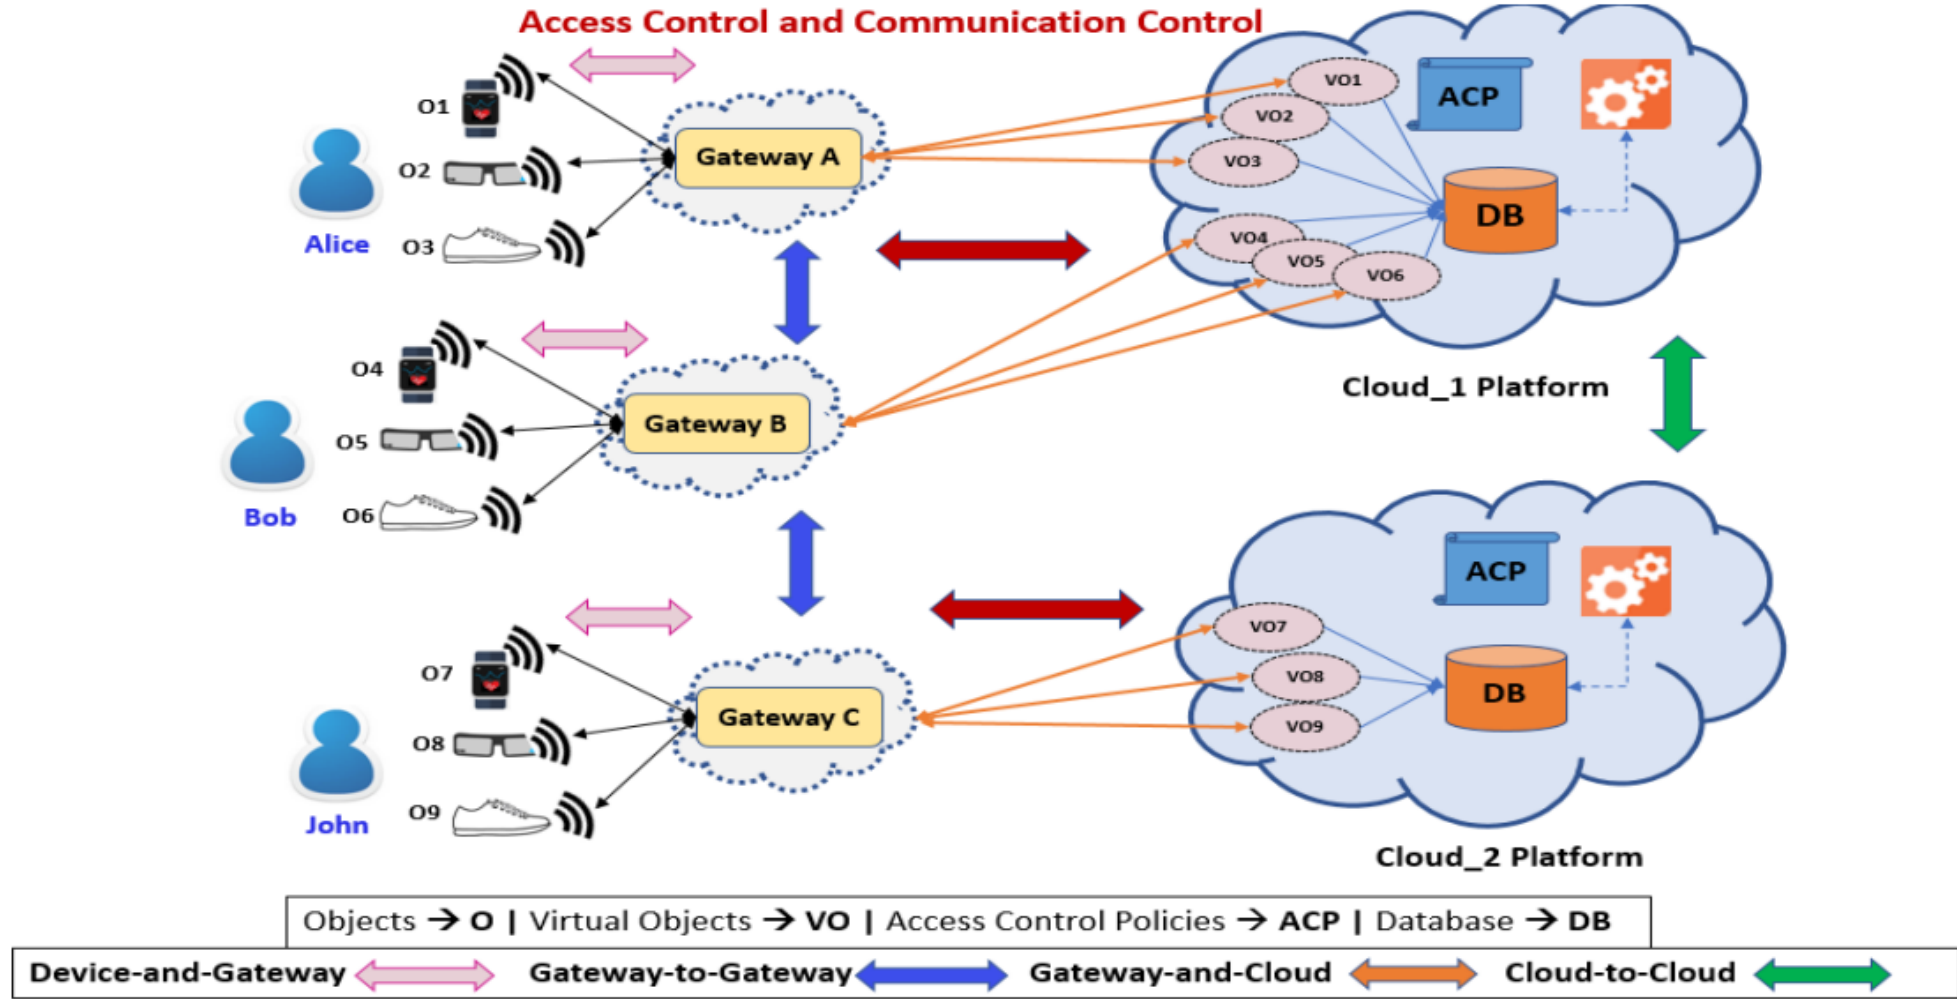 Access Control and Communication Control
O1
O2
O3
Alice
Gateway A
VO1
VO2
VO3
VO4
VO5
VO6
ACP
DB
Cloud_1 Platform
O4
O5
O6
Bob
Gateway B
O7
O8
O9
John
Gateway C
VO7
VO8
VO9
ACP
DB
Cloud_2 Platform
Objects → O | Virtual Objects → VO | Access Control Policies → ACP | Database → DB
Device-and-Gateway Gateway-to-Gateway Gateway-and-Cloud Cloud-to-Cloud